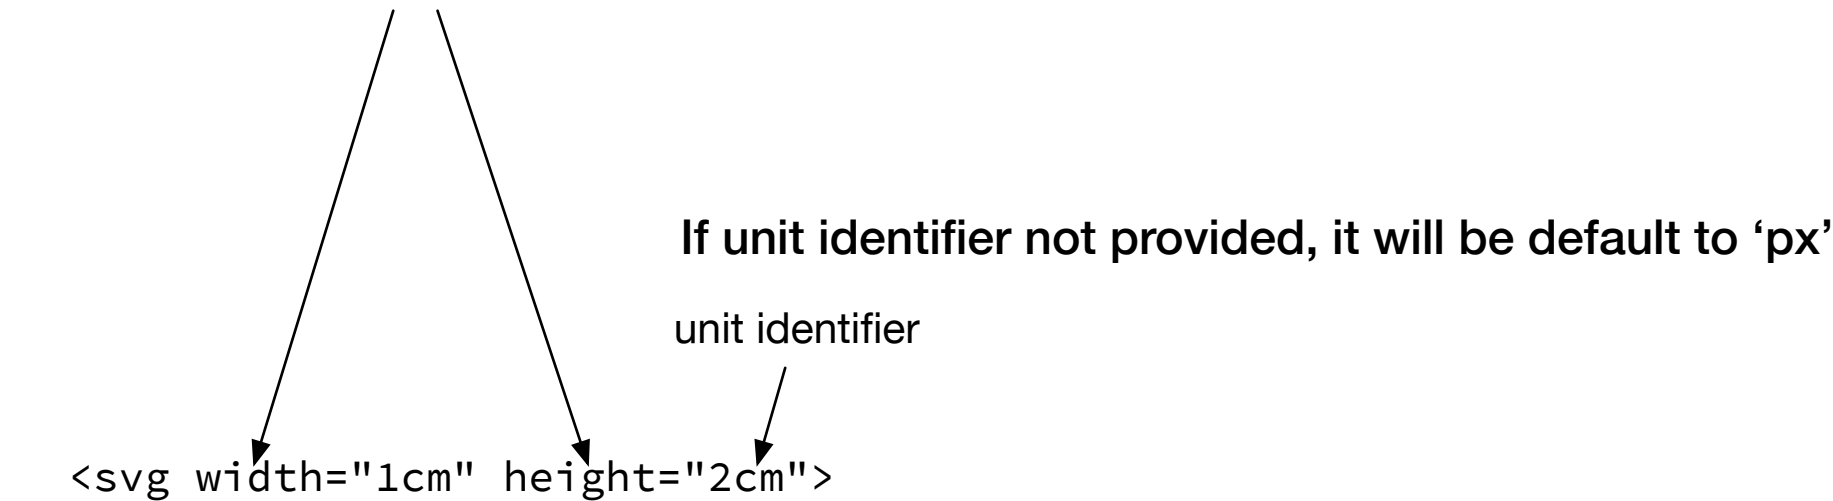 If unit identifier not provided, it will be default to ‘px’
unit identifier
<svg width="1cm" height="2cm">